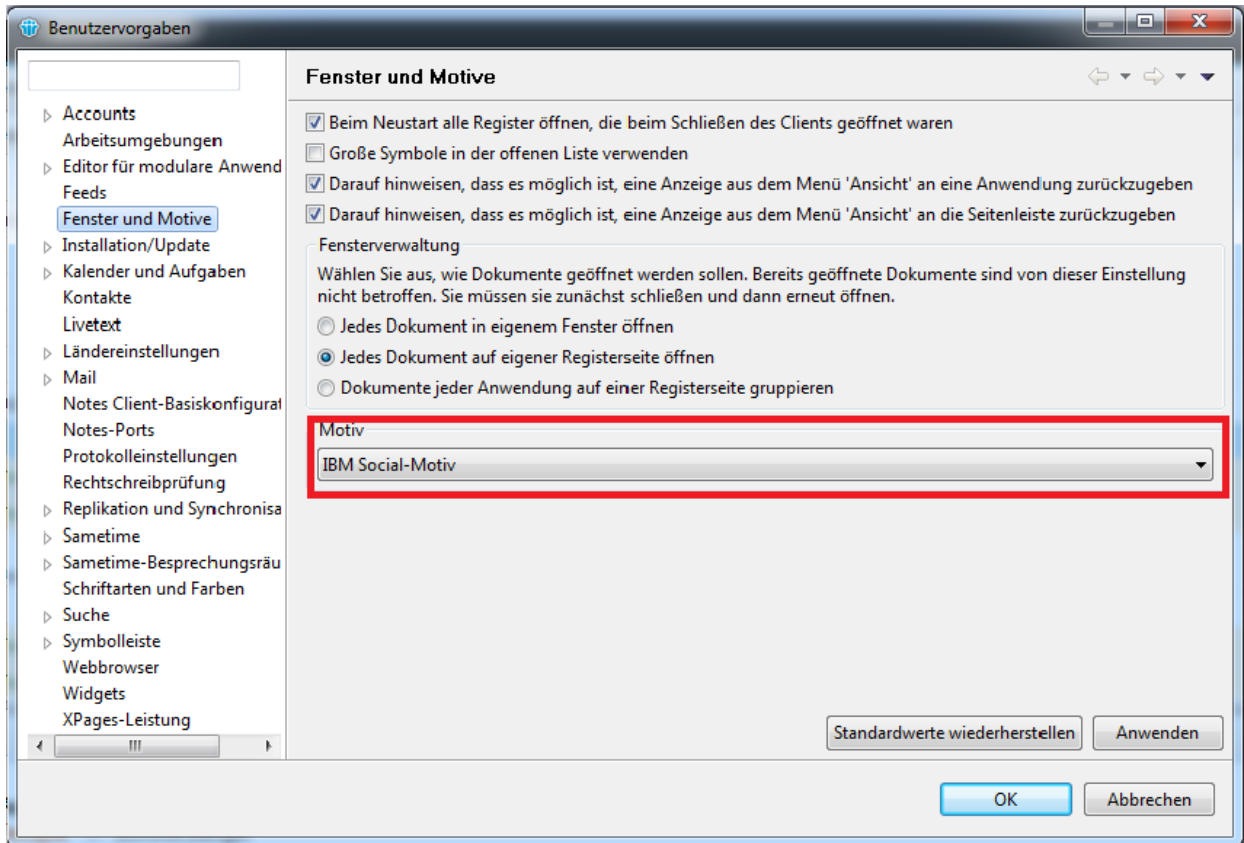 Benutzervorgaben
Fenster und Motive
Accounts
Arbeitsumgebungen
Editor für modulare Anwend
Feeds
Fenster und Motive
Installation/Update
Kalender und Aufgaben
Kontakte
Livetext
Ländereinstellungen
Mail
Notes Client-Basiskonfigurat
Notes-Ports
Protokolleinstellungen
Rechtschreibprüfung
Replikation und Synchronisa
Sametime
Sametime-Besprechungsräu
Schriftarten und Farben
Suche
Symbolleiste
Webbrowser
Widgets
XPages-Leistung
Beim Neustart alle Register öffnen, die beim Schließen des Clients geöffnet waren
Große Symbole in der offenen Liste verwenden
Darauf hinweisen, dass es möglich ist, eine Anzeige aus dem Menü 'Ansicht' an eine Anwendung zurückzugeben
Darauf hinweisen, dass es möglich ist, eine Anzeige aus dem Menü 'Ansicht' an die Seitenleiste zurückzugeben
Fensterverwaltung
Wählen Sie aus, wie Dokumente geöffnet werden sollen. Bereits geöffnete Dokumente sind von dieser Einstellung
nicht betroffen. Sie müssen sie zunächst schließen und dann erneut öffnen.
Jedes Dokument in eigenem Fenster öffnen
Jedes Dokument auf eigener Registerseite öffnen
Dokumente jeder Anwendung auf einer Registerseite gruppieren
Motiv
IBM Social-Motiv
Standardwerte wiederherstellen
Anwenden
OK
Abbrechen